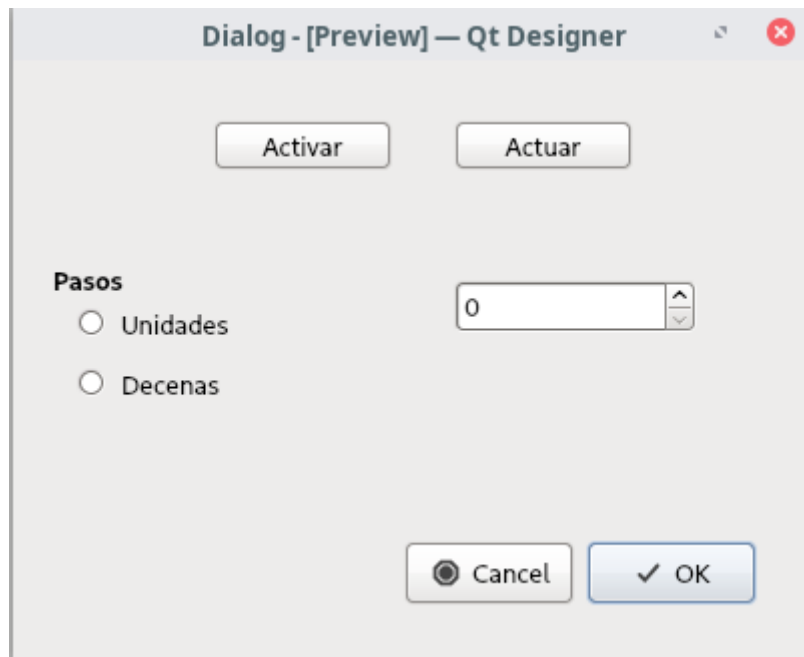 Dialog - [Preview] — Qt Designer
Activar Actuar
Pasos
0
Unidades
Decenas
Cancel OK